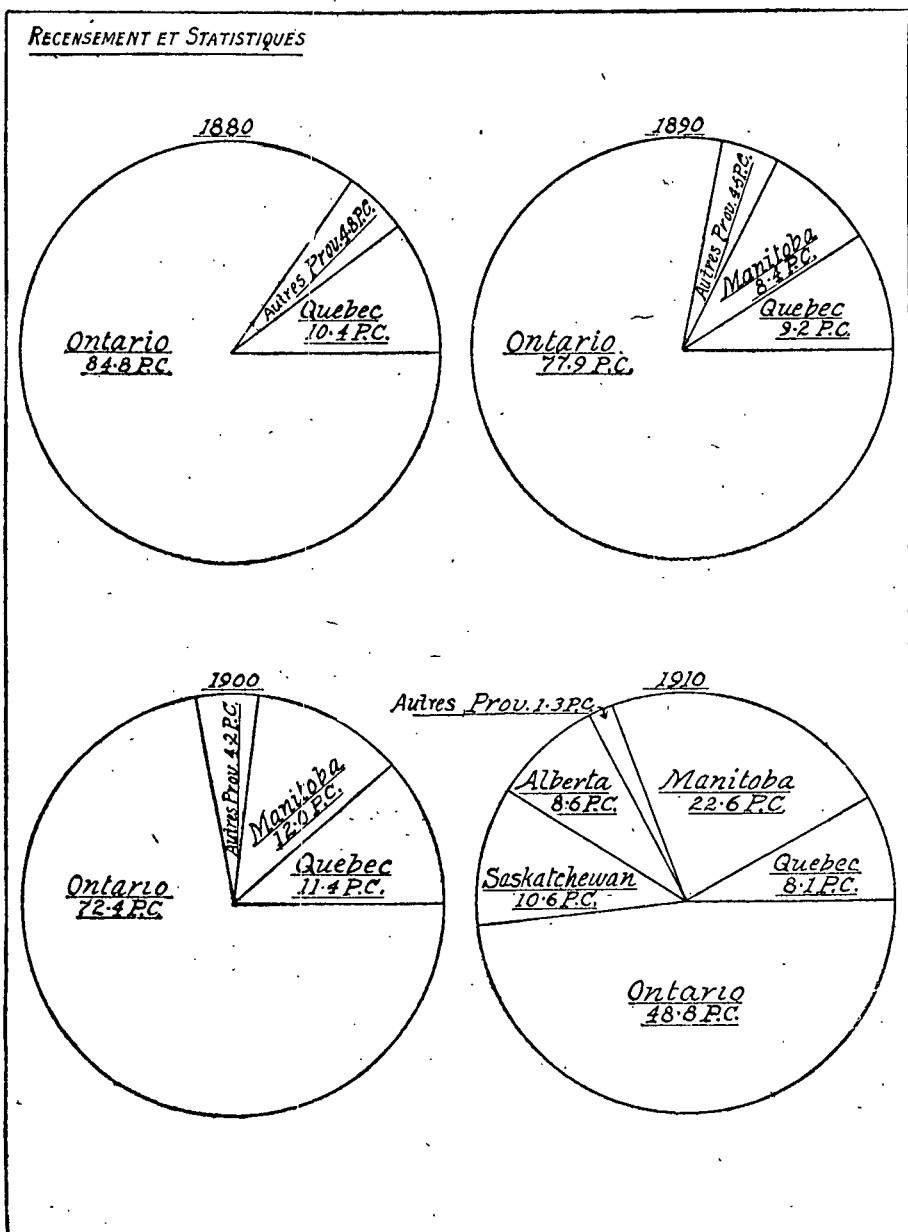 RECENSEMENT ET STATISTIQUES
1880
Autres Prov. 4·8 P.C.
Quebec
10·4 P.C.
Ontario
84·8 P.C.
1890
Autres Prov. 4·5 P.C.
Manitoba
8·4 P.C.
Quebec
9·2 P.C.
Ontario
77·9 P.C.
1900
Autres Prov. 4·2 P.C.
Manitoba
12·0 P.C.
Quebec
11·4 P.C.
Ontario
72·4 P.C.
1910
Autres Prov. 1·3 P.C.
Alberta
8·6 P.C.
Manitoba
22·6 P.C.
Saskatchewan
10·6 P.C.
Quebec
8·1 P.C.
Ontario
48·8 P.C.